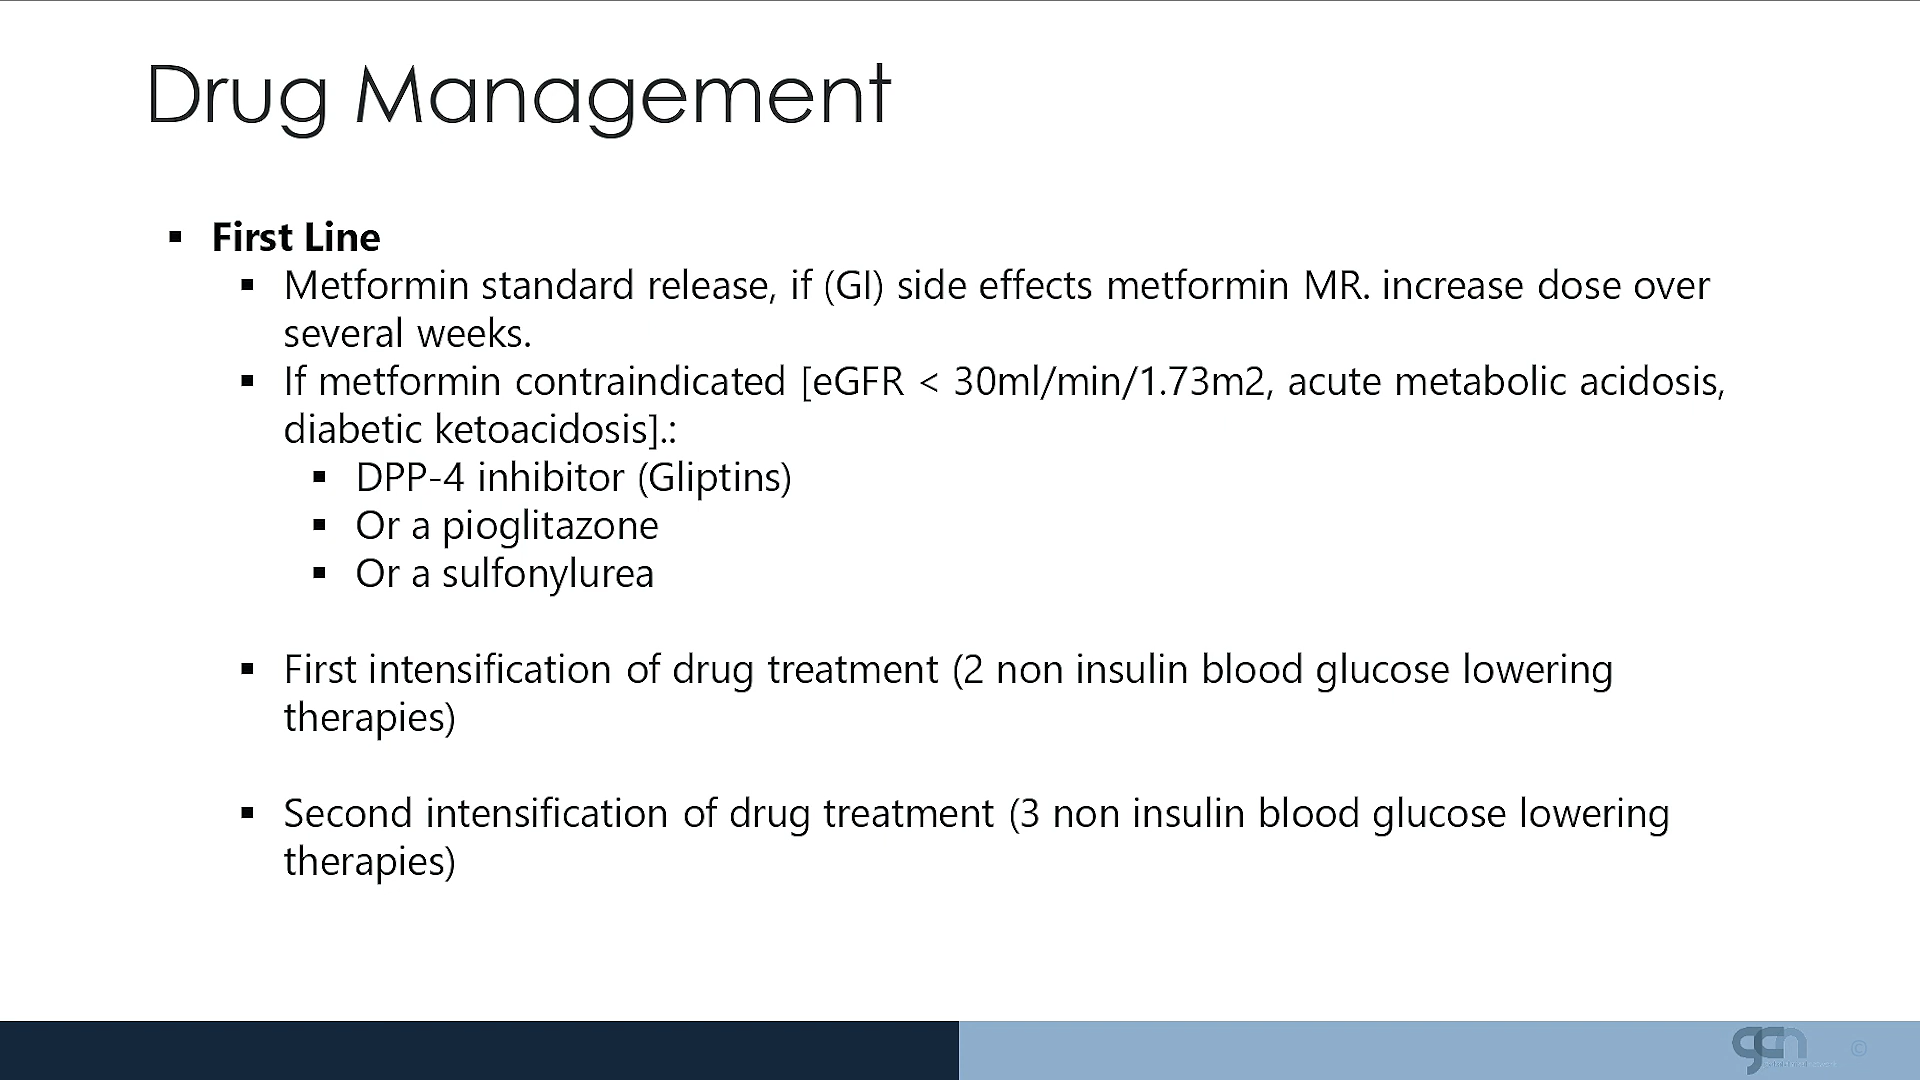 Drug Management
▪ First Line
▪ Metformin standard release, if (GI) side effects metformin MR. increase dose over
several weeks.
▪ If metformin contraindicated [eGFR < 30ml/min/1.73m2, acute metabolic acidosis,
diabetic ketoacidosis].:
▪ DPP-4 inhibitor (Gliptins)
▪ Or a pioglitazone
▪ Or a sulfonylurea
▪ First intensification of drug treatment (2 non insulin blood glucose lowering
therapies)
▪ Second intensification of drug treatment (3 non insulin blood glucose lowering
therapies)
©